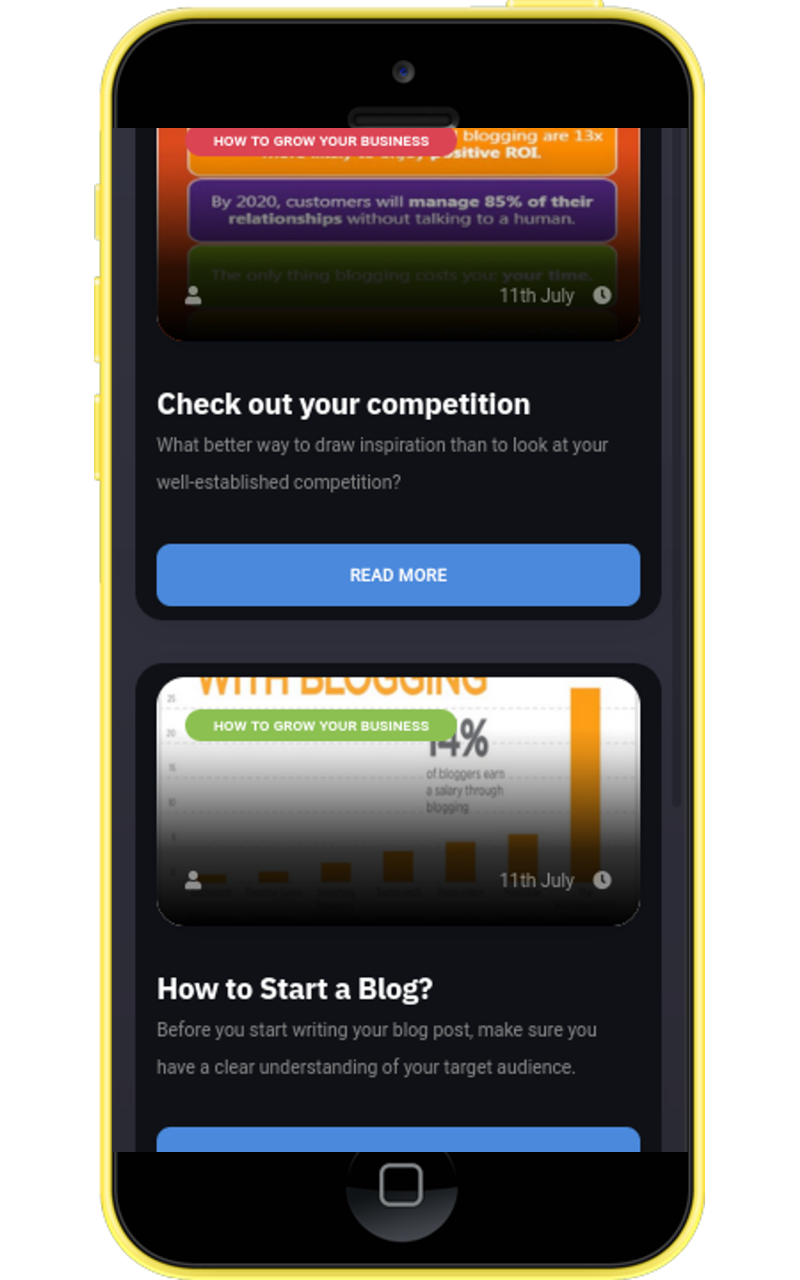 HOW TO GROW YOUR BUSINESS
blogging are 13x
more likely to enjoy positive ROI.
By 2020, customers will manage 85% of their
relationships without talking to a human.
The only thing blogging costs you: your time.
11th July
Check out your competition
What better way to draw inspiration than to look at your
well-established competition?
READ MORE
WITH BLOGGING
25
HOW TO GROW YOUR BUSINESS
14%
20
of bloggers earn
15
a salary through
blogging
10
5
11th July
How to Start a Blog?
Before you start writing your blog post, make sure you
have a clear understanding of your target audience.